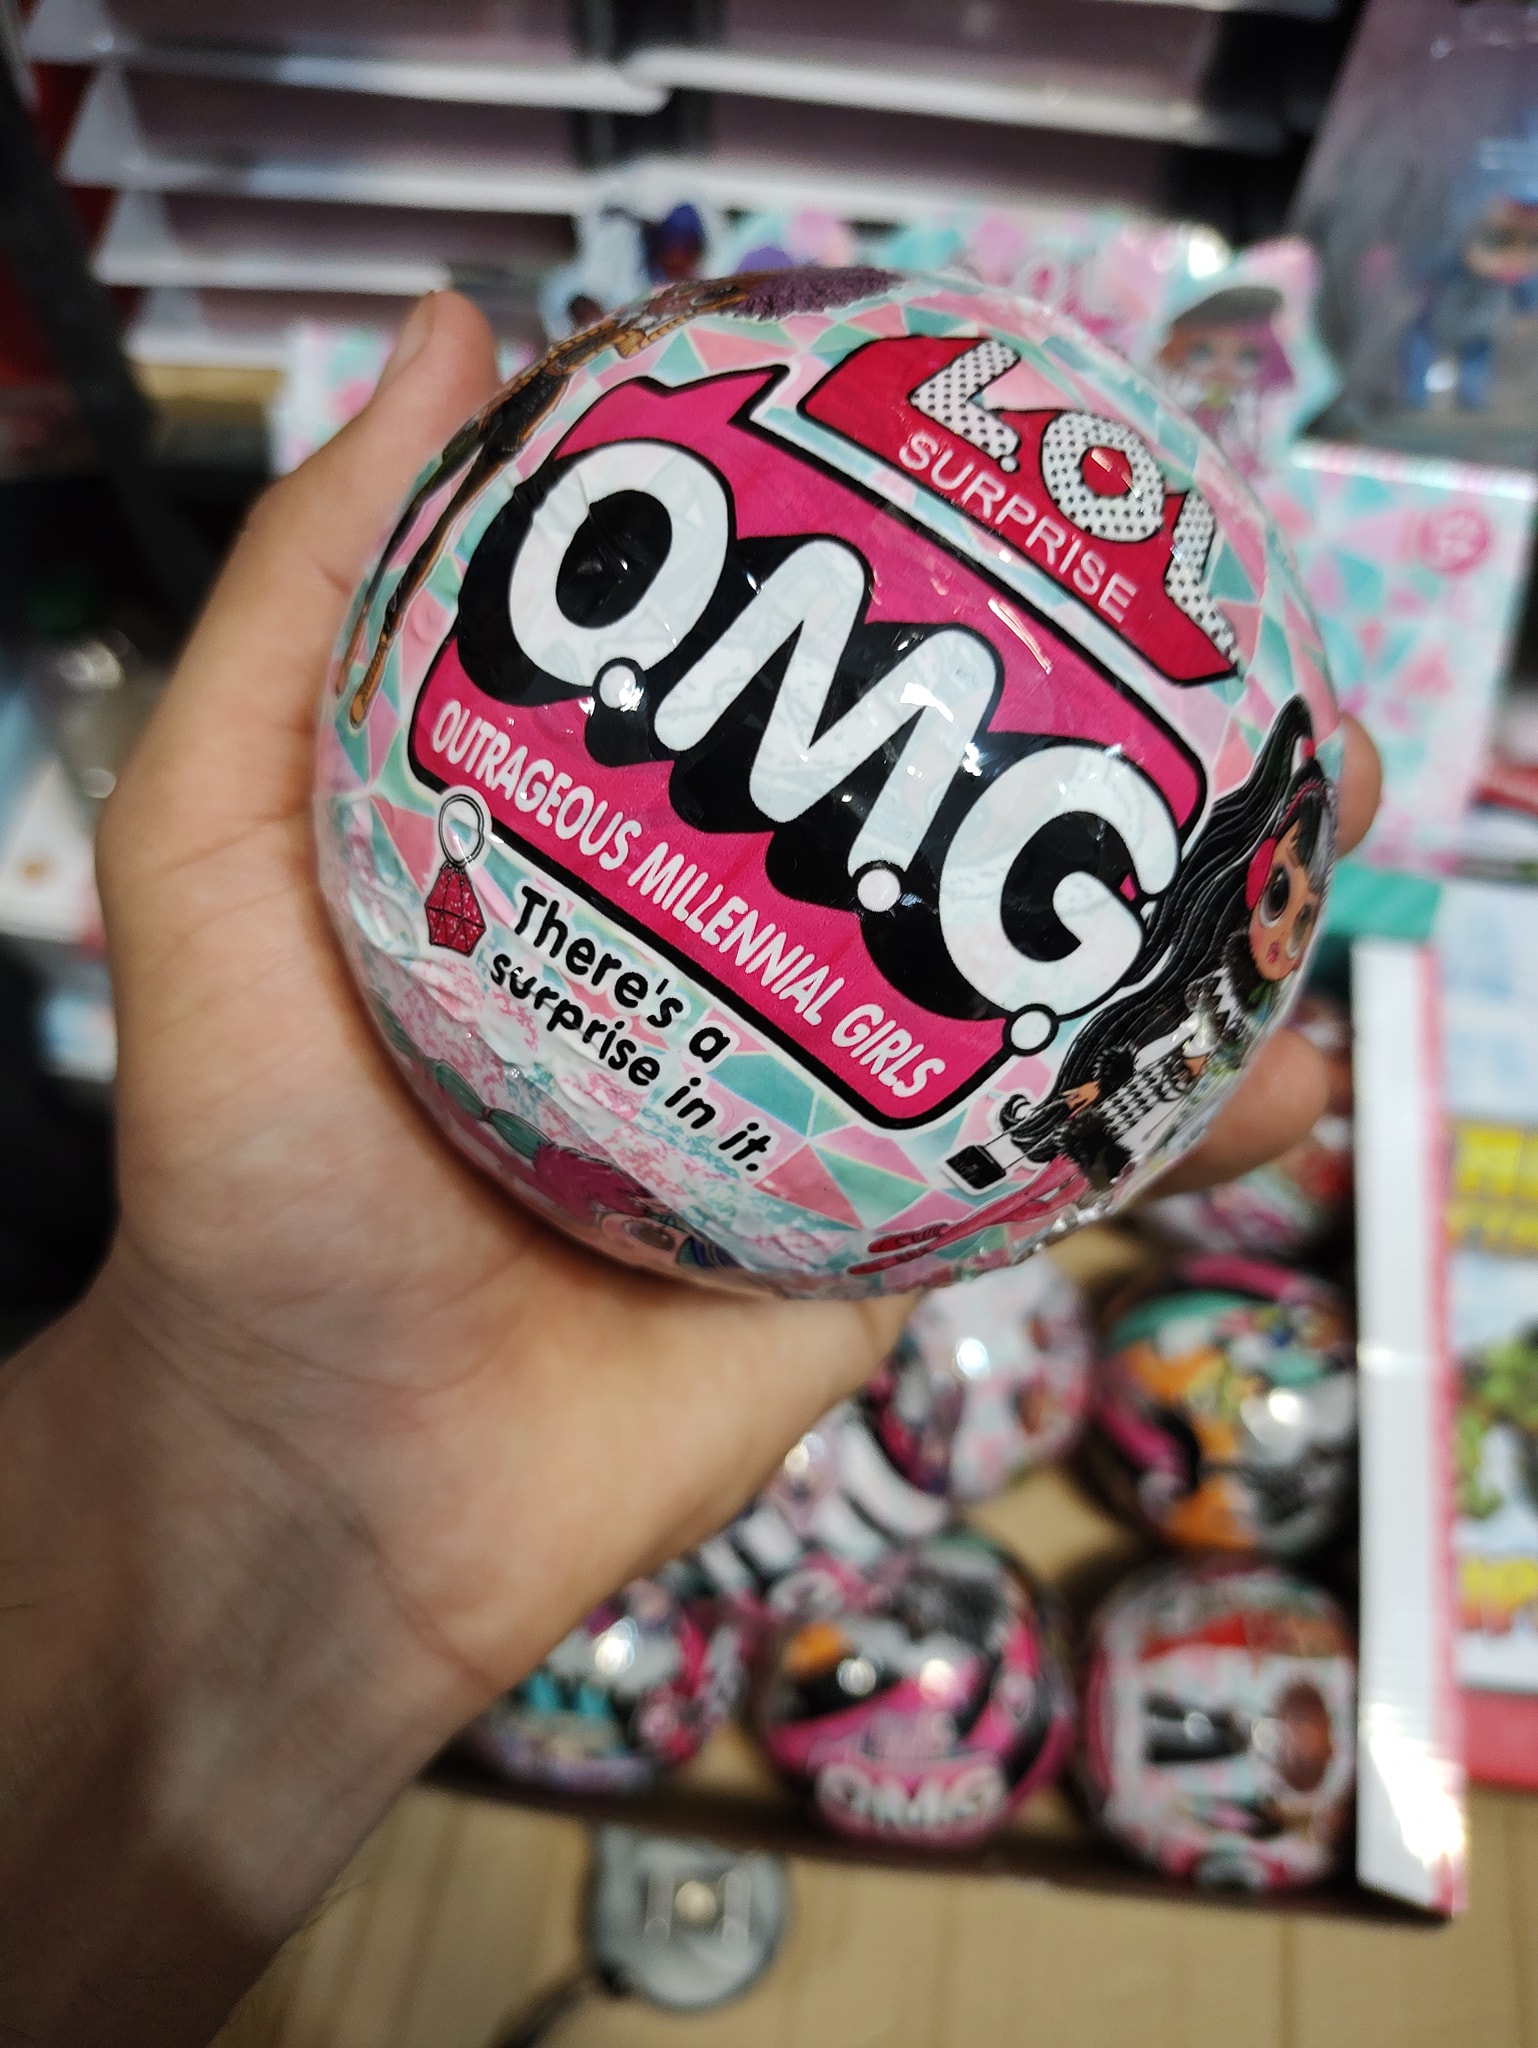 L.O.L
SURPRISE
O.M.G
OUTRAGEOUS MILLENNIAL GIRLS
There's a
surprise in it.
O.M.G